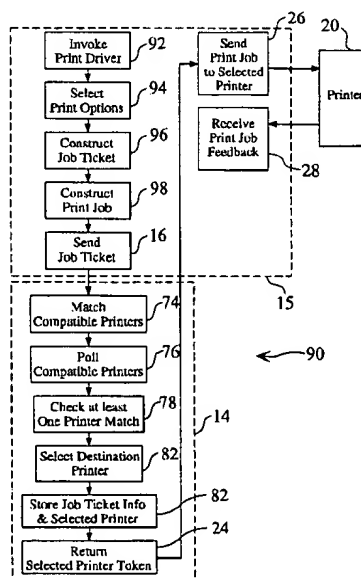 Invoke
Print Driver
92
Select
Print Options
94
Construct
Job Ticket
96
Construct
Print Job
98
Send
Job Ticket
16
26
Send
Print Job
to Selected
Printer
20
Printer
Receive
Print Job
Feedback
28
15
Match
Compatible Printers
74
Poll
Compatible Printers
76
Check at least
One Printer Match
78
Select Destination
Printer
82
Store Job Ticket Info
& Selected Printer
82
Return
Selected Printer Token
24
14
90